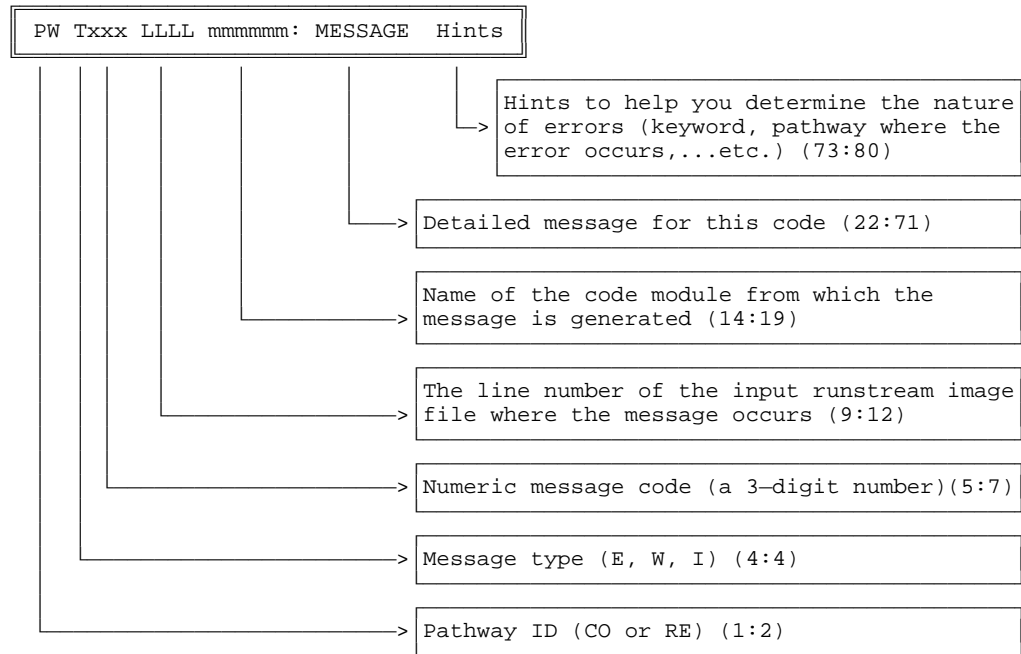 PW Txxx LLLL mmmmmm: MESSAGE Hints
Hints to help you determine the nature
of errors (keyword, pathway where the
error occurs,...etc.) (73:80)
Detailed message for this code (22:71)
Name of the code module from which the
message is generated (14:19)
The line number of the input runstream image
file where the message occurs (9:12)
Numeric message code (a 3—digit number)(5:7)
Message type (E, W, I) (4:4)
Pathway ID (CO or RE) (1:2)